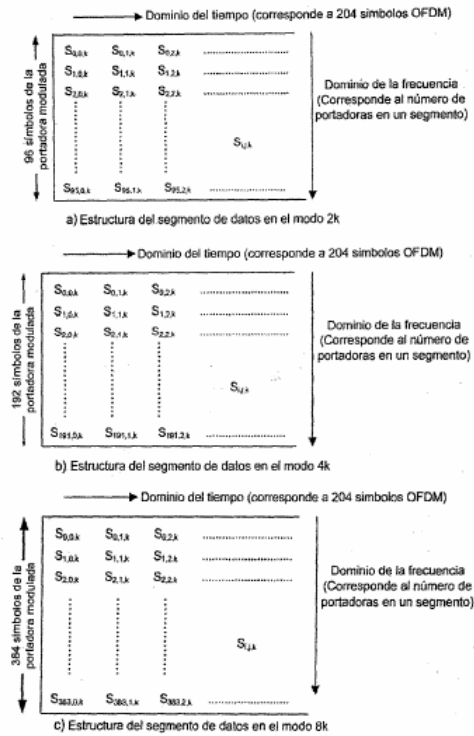 Dominio del tiempo (corresponde a 204 simbolos OFDM)
96 símbolos de la
portadora modulada
S0,0,k S0,1,k S0,2,k ....................
S1,0,k S1,1,k S1,2,k ....................
S2,0,k S2,1,k S2,2,k ....................
Si,j,k
S95,0,k S95,1,k S95,2,k ....................
Dominio de la frecuencia
(Corresponde al número de
portadoras en un segmento)
a) Estructura del segmento de datos en el modo 2k
Dominio del tiempo (corresponde a 204 simbolos OFDM)
192 símbolos de la
portadora modulada
S0,0,k S0,1,k S0,2,k ....................
S1,0,k S1,1,k S1,2,k ....................
S2,0,k S2,1,k S2,2,k ....................
Si,j,k
S191,0,k S191,1,k S191,2,k ....................
Dominio de la frecuencia
(Corresponde al número de
portadoras en un segmento)
b) Estructura del segmento de datos en el modo 4k
Dominio del tiempo (corresponde a 204 simbolos OFDM)
384 símbolos de la
portadora modulada
S0,0,k S0,1,k S0,2,k ....................
S1,0,k S1,1,k S1,2,k ....................
S2,0,k S2,1,k S2,2,k ....................
Si,j,k
S383,0,k S383,1,k S383,2,k ....................
Dominio de la frecuencia
(Corresponde al número de
portadoras en un segmento)
c) Estructura del segmento de datos en el modo 8k